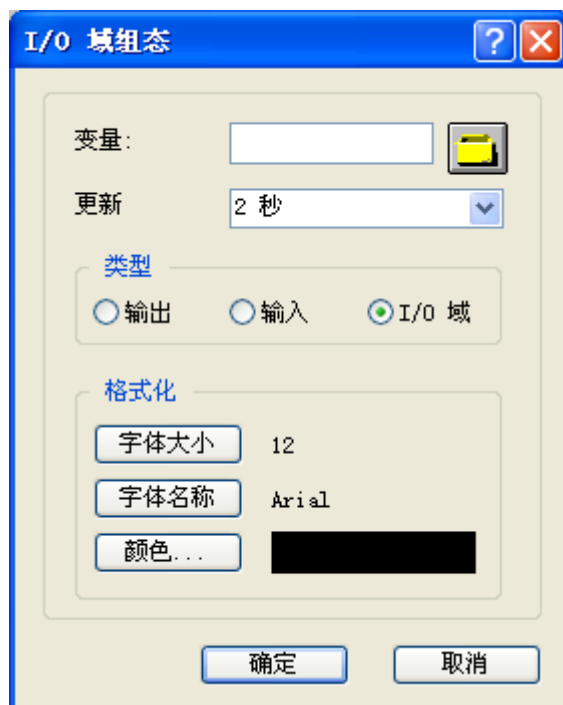 I/O 域组态
变量:
更新 2 秒
类型
输出 输入 I/O 域
格式化
字体大小 12
字体名称 Arial
颜色...
确定 取消